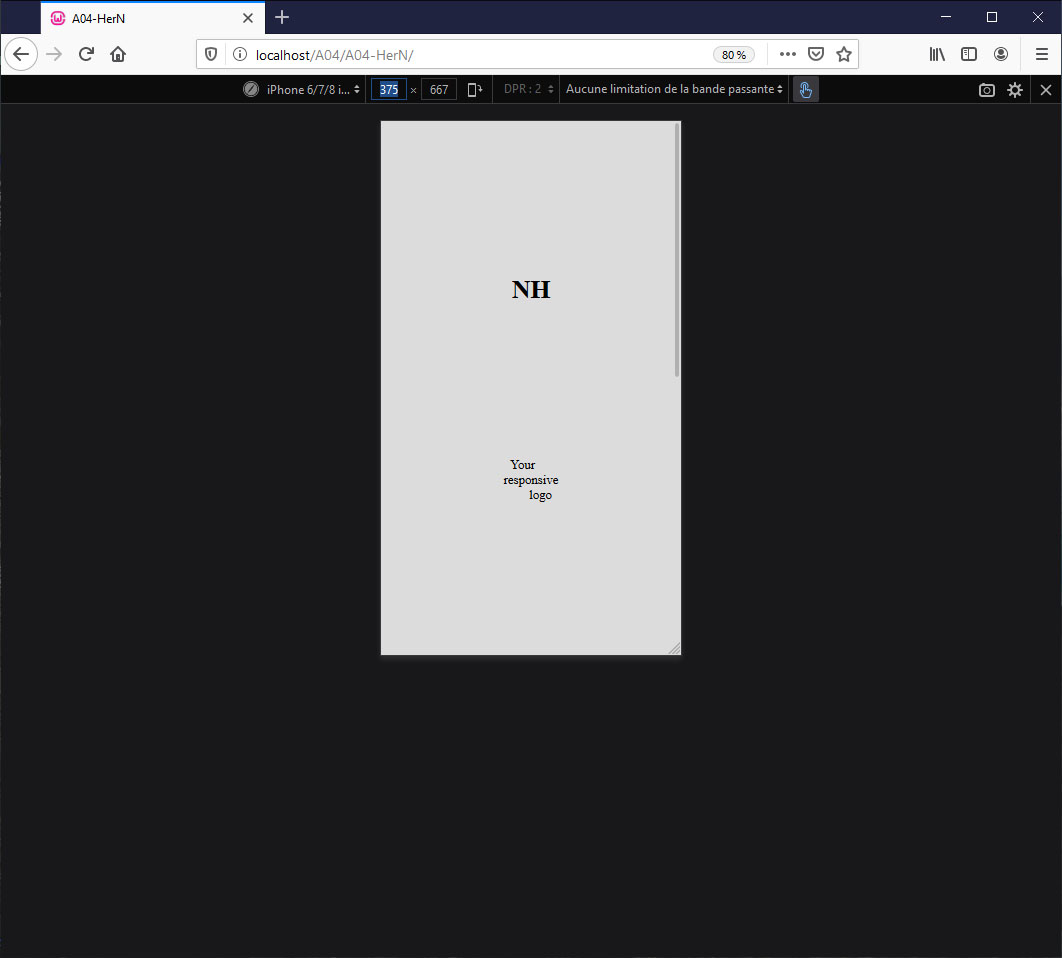 A04-HerN
localhost/A04/A04-HerN/
80 %
iPhone 6/7/8 i...
375 × 667
DPR : 2
Aucune limitation de la bande passante
NH
Your
responsive
logo